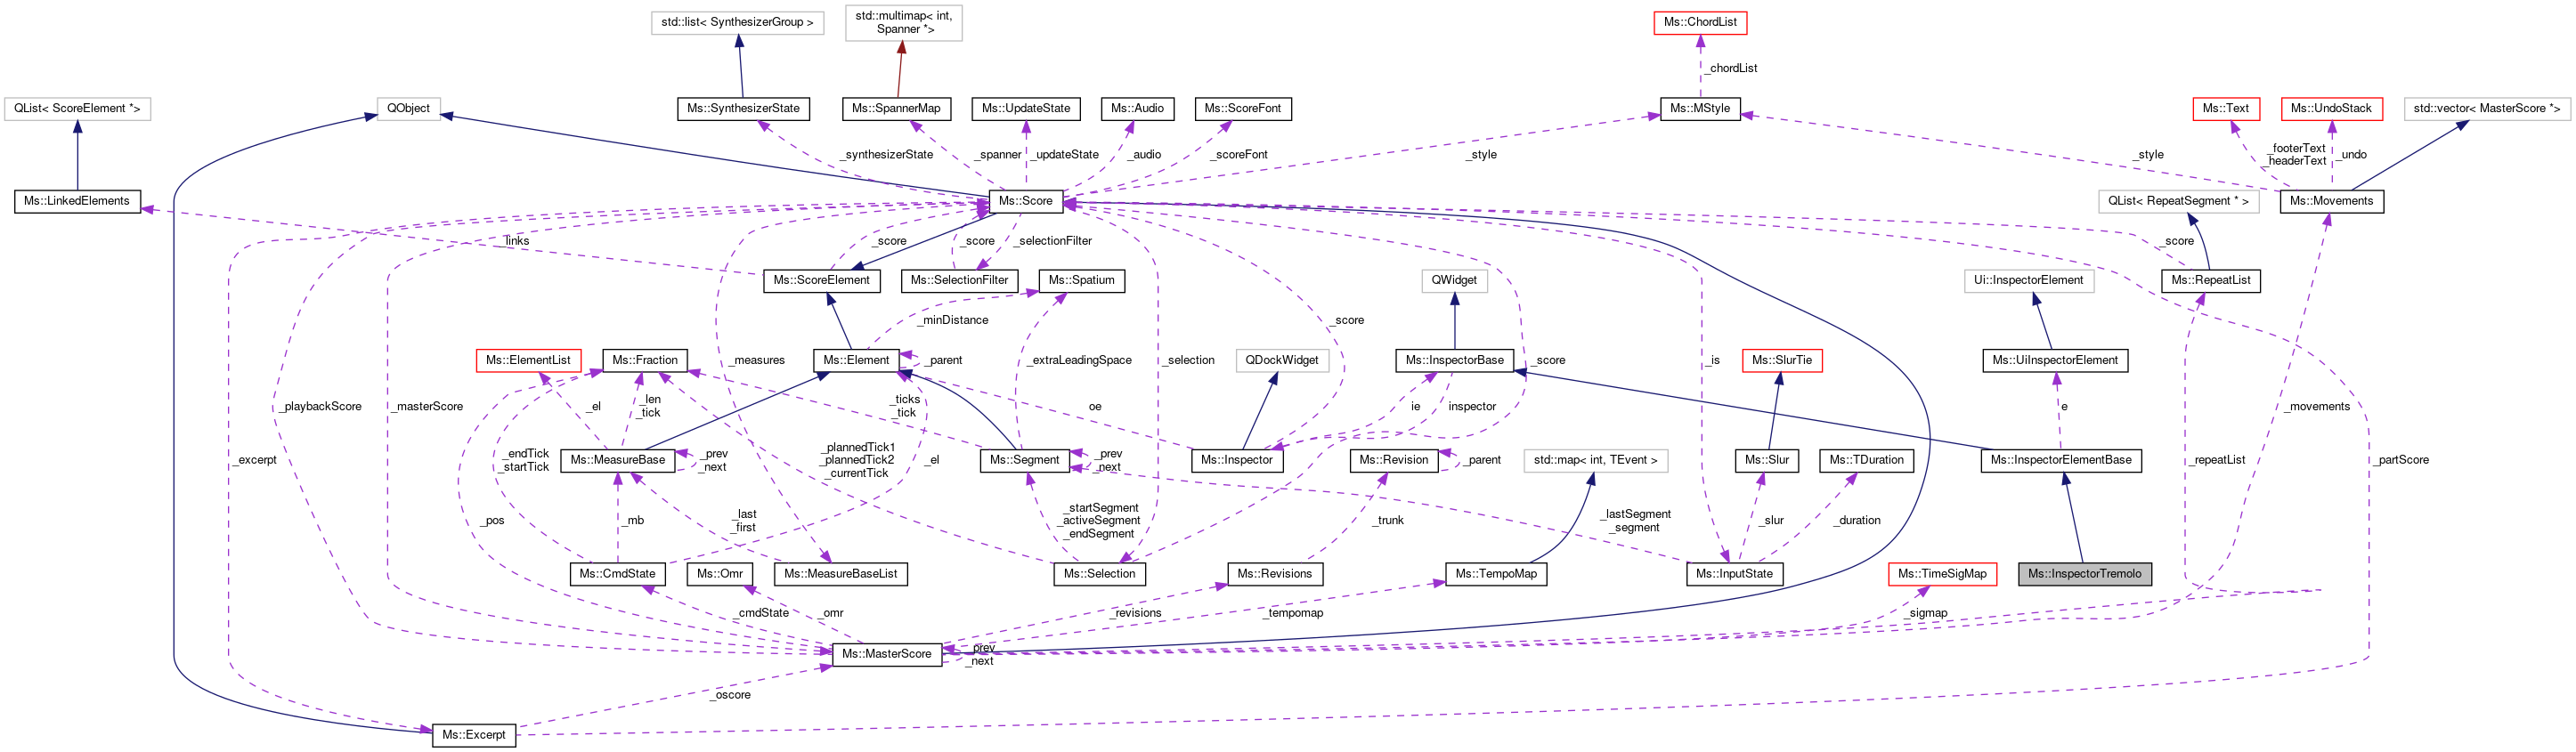 std::list< SynthesizerGroup >
std::multimap< int,
Spanner *>
Ms::ChordList
_chordList
QList< ScoreElement *>
QObject
Ms::SynthesizerState
Ms::SpannerMap
Ms::UpdateState
Ms::Audio
Ms::ScoreFont
Ms::MStyle
Ms::Text
Ms::UndoStack
std::vector< MasterScore *>
_synthesizerState
_spanner
_updateState
_audio
_scoreFont
_style
_style
_footerText
_headerText
_undo
Ms::LinkedElements
Ms::Score
QList< RepeatSegment * >
Ms::Movements
_links
_score
_score
_selectionFilter
_score
Ms::ScoreElement
Ms::SelectionFilter
Ms::Spatium
QWidget
Ui::InspectorElement
Ms::RepeatList
_minDistance
_score
Ms::ElementList
Ms::Fraction
Ms::Element
_parent
_measures
_extraLeadingSpace
_selection
QDockWidget
Ms::InspectorBase
_score
_is
Ms::SlurTie
Ms::UiInspectorElement
_playbackScore
_masterScore
_el
_len
_tick
_ticks
_tick
oe
ie
inspector
e
_movements
_excerpt
_endTick
_startTick
Ms::MeasureBase
_prev
_next
_plannedTick1
_plannedTick2
_currentTick
_el
Ms::Segment
_prev
_next
Ms::Inspector
Ms::Revision
_parent
std::map< int, TEvent >
Ms::Slur
Ms::TDuration
Ms::InspectorElementBase
_repeatList
_partScore
_pos
_mb
_last
_first
_startSegment
_activeSegment
_endSegment
_trunk
_lastSegment
_segment
_slur
_duration
Ms::CmdState
Ms::Omr
Ms::MeasureBaseList
Ms::Selection
Ms::Revisions
Ms::TempoMap
Ms::InputState
Ms::TimeSigMap
Ms::InspectorTremolo
_cmdState
_omr
_revisions
_tempomap
_sigmap
Ms::MasterScore
_prev
_next
_oscore
Ms::Excerpt